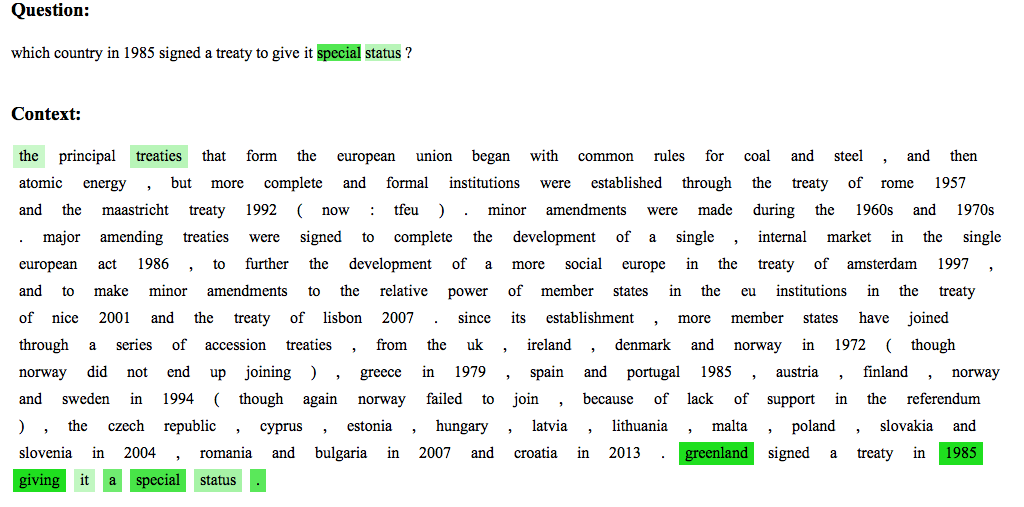 Question:
which country in 1985 signed a treaty to give it special status ?
Context:
the principal treaties that form the european union began with common rules for coal and steel , and then
atomic energy , but more complete and formal institutions were established through the treaty of rome 1957
and the maastricht treaty 1992 ( now : tfeu ) . minor amendments were made during the 1960s and 1970s
. major amending treaties were signed to complete the development of a single , internal market in the single
european act 1986 , to further the development of a more social europe in the treaty of amsterdam 1997 ,
and to make minor amendments to the relative power of member states in the eu institutions in the treaty
of nice 2001 and the treaty of lisbon 2007 . since its establishment , more member states have joined
through a series of accession treaties , from the uk , ireland , denmark and norway in 1972 ( though
norway did not end up joining ) , greece in 1979 , spain and portugal 1985 , austria , finland , norway
and sweden in 1994 ( though again norway failed to join , because of lack of support in the referendum
) , the czech republic , cyprus , estonia , hungary , latvia , lithuania , malta , poland , slovakia and
slovenia in 2004 , romania and bulgaria in 2007 and croatia in 2013 . greenland signed a treaty in 1985
giving it a special status .